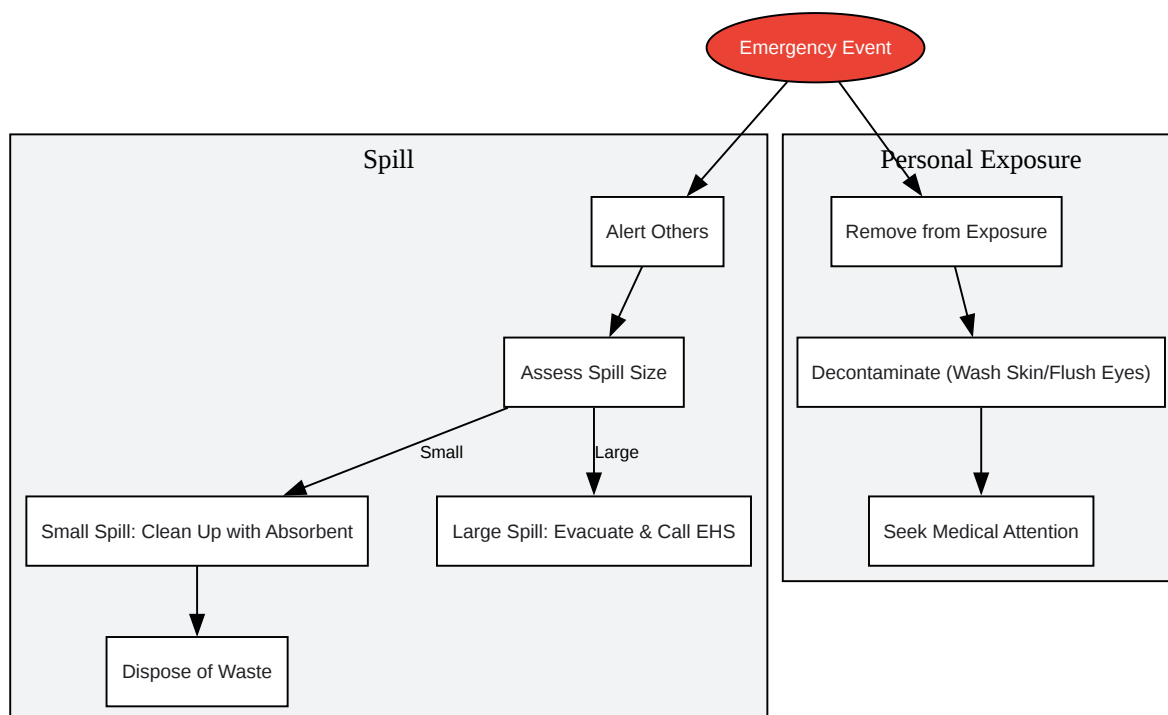 Emergency Event
Spill
Personal Exposure
Alert Others
Remove from Exposure
Assess Spill Size
Decontaminate (Wash Skin/Flush Eyes)
Small
Large
Small Spill: Clean Up with Absorbent
Large Spill: Evacuate & Call EHS
Seek Medical Attention
Dispose of Waste